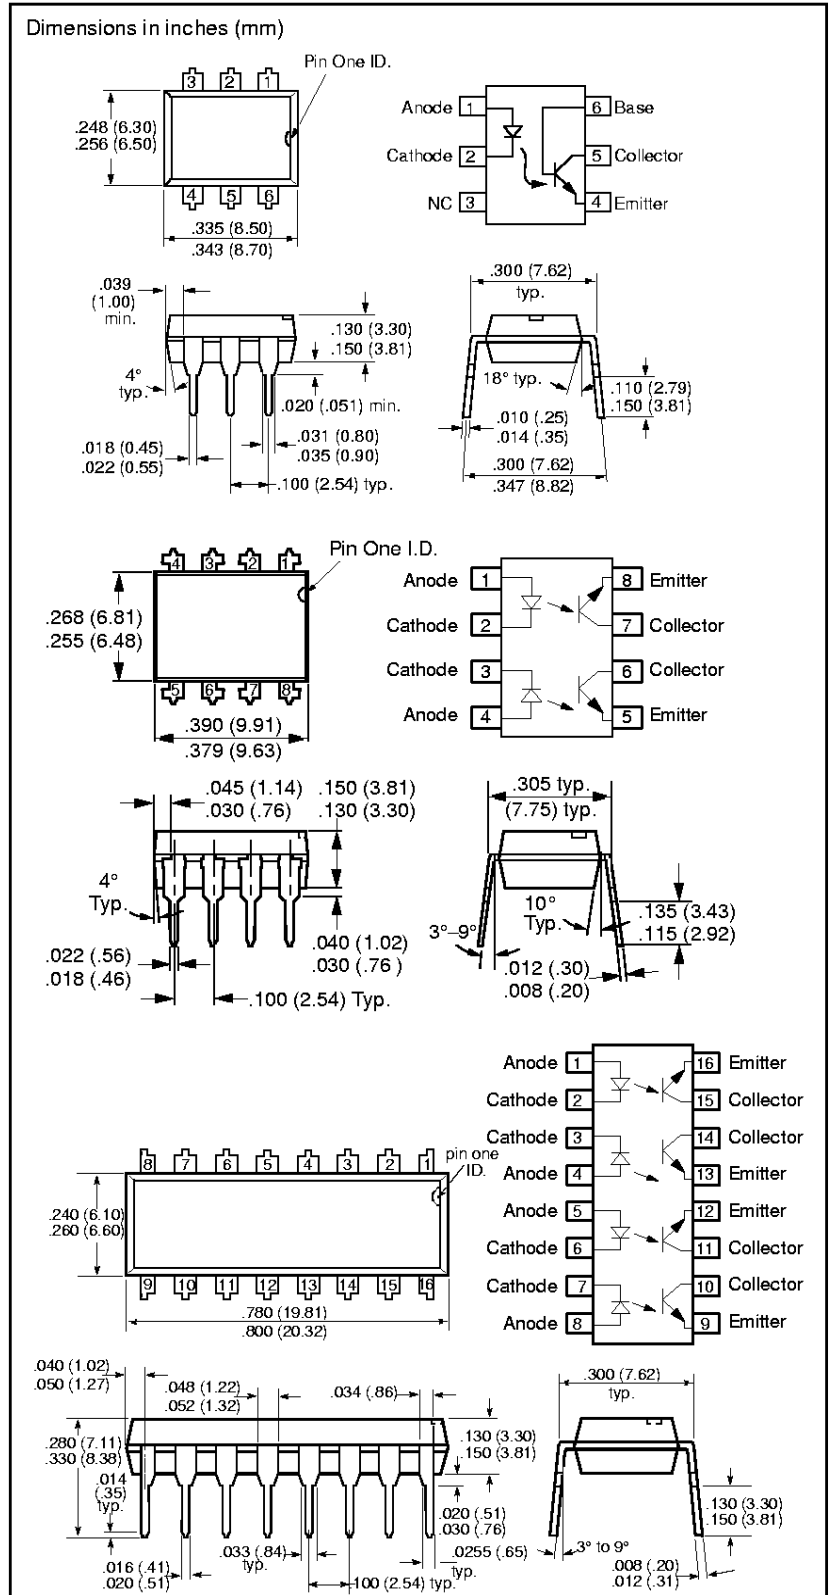 Dimensions in inches (mm)
Pin One ID.
3 2 1
.248 (6.30)
.256 (6.50)
4 5 6
.335 (8.50)
.343 (8.70)
Anode 1
Cathode 2
NC 3
6 Base
5 Collector
4 Emitter
.039
(1.00)
min.
.130 (3.30)
.150 (3.81)
4°
typ.
.020 (.051) min.
.018 (0.45)
.022 (0.55)
.031 (0.80)
.035 (0.90)
.100 (2.54) typ.
.300 (7.62)
typ.
18° typ.
.110 (2.79)
.150 (3.81)
.010 (.25)
.014 (.35)
.300 (7.62)
.347 (8.82)
Pin One I.D.
4 3 2 1
.268 (6.81)
.255 (6.48)
5 6 7 8
.390 (9.91)
.379 (9.63)
Anode 1
Cathode 2
Cathode 3
Anode 4
8 Emitter
7 Collector
6 Collector
5 Emitter
.045 (1.14)
.030 (.76)
.150 (3.81)
.130 (3.30)
4°
Typ.
.022 (.56)
.018 (.46)
.040 (1.02)
.030 (.76 )
.100 (2.54) Typ.
.305 typ.
(7.75) typ.
10°
Typ.
3°–9°
.135 (3.43)
.115 (2.92)
.012 (.30)
.008 (.20)
pin one
ID.
8 7 6 5 4 3 2 1
.240 (6.10)
.260 (6.60)
9 10 11 12 13 14 15 16
.780 (19.81)
.800 (20.32)
Anode 1
Cathode 2
Cathode 3
Anode 4
Anode 5
Cathode 6
Cathode 7
Anode 8
16 Emitter
15 Collector
14 Collector
13 Emitter
12 Emitter
11 Collector
10 Collector
9 Emitter
.040 (1.02)
.050 (1.27)
.048 (1.22)
.052 (1.32)
.034 (.86)
.280 (7.11)
.330 (8.38)
.130 (3.30)
.150 (3.81)
.014
(.35)
typ.
.020 (.51)
.030 (.76)
.016 (.41)
.020 (.51)
.033 (.84)
typ.
.100 (2.54) typ.
.0255 (.65)
typ.
.300 (7.62)
typ.
3° to 9°
.130 (3.30)
.150 (3.81)
.008 (.20)
.012 (.31)